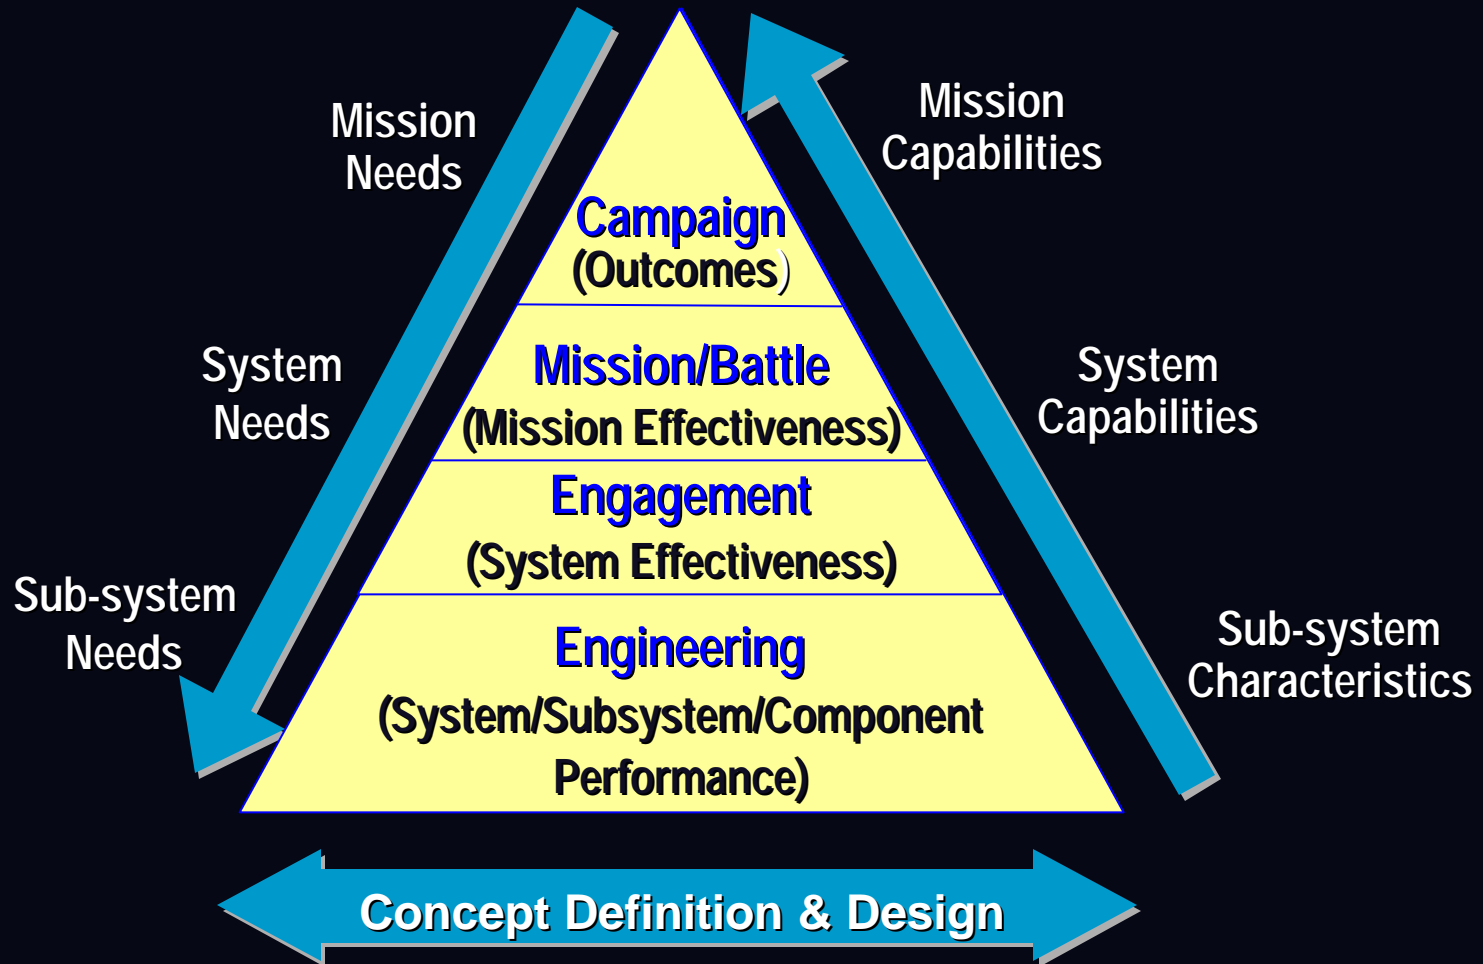 Mission
Needs
Mission
Capabilities
Campaign
(Outcomes)
System
Needs
Mission/Battle
(Mission Effectiveness)
System
Capabilities
Engagement
(System Effectiveness)
Sub-system
Needs
Engineering
(System/Subsystem/Component
Performance)
Sub-system
Characteristics
Concept Definition & Design